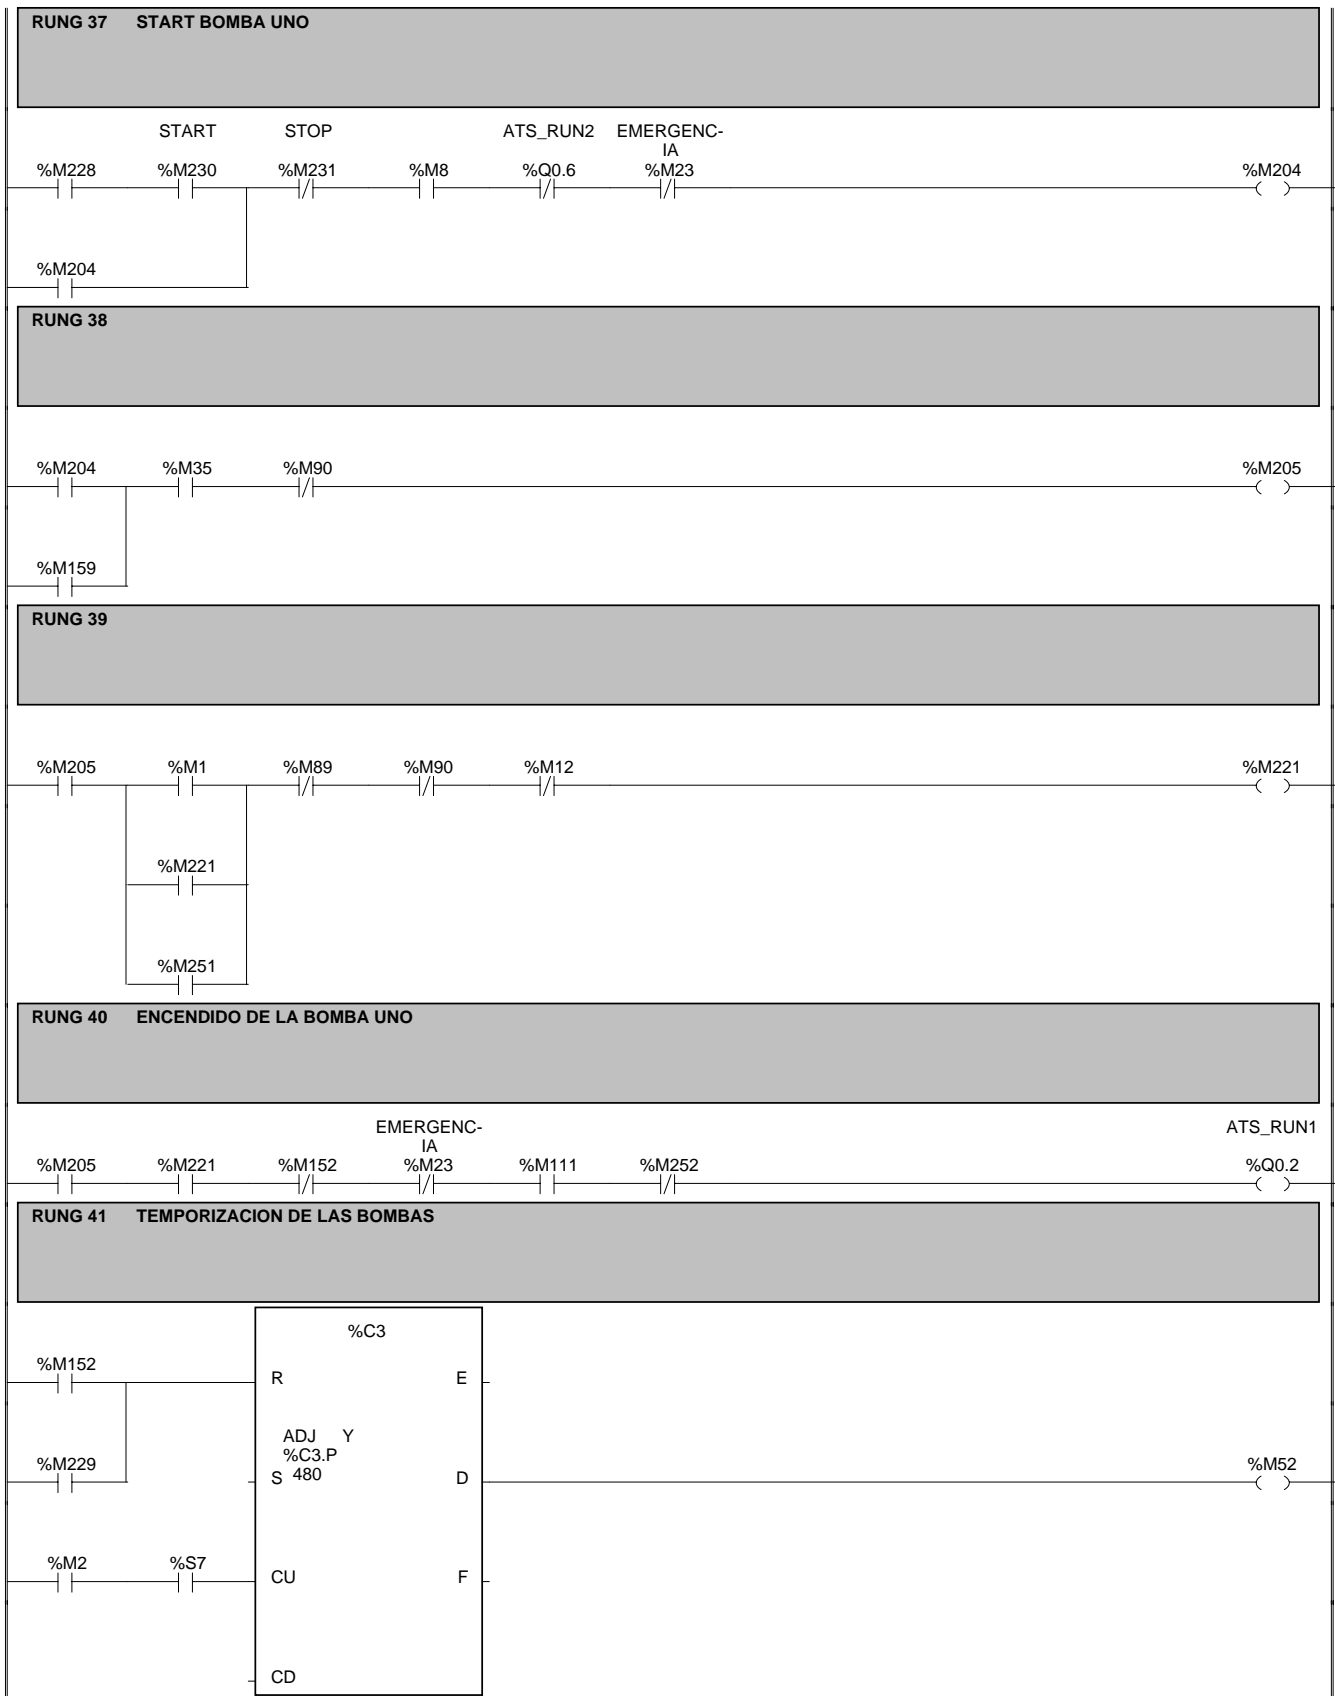 RUNG 37 START BOMBA UNO
START STOP ATS_RUN2 EMERGENC-
IA
%M228 %M230 %M231 %M8 %Q0.6 %M23 %M204
%M204
RUNG 38
%M204 %M35 %M90 %M205
%M159
RUNG 39
%M205 %M1 %M89 %M90 %M12 %M221
%M221
%M251
RUNG 40 ENCENDIDO DE LA BOMBA UNO
EMERGENC- ATS_RUN1
IA
%M205 %M221 %M152 %M23 %M111 %M252 %Q0.2
RUNG 41 TEMPORIZACION DE LAS BOMBAS
%C3
%M152
R E
ADJ Y
%C3.P
%M229 %M52
S 480 D
%M2 %S7
CU F
CD